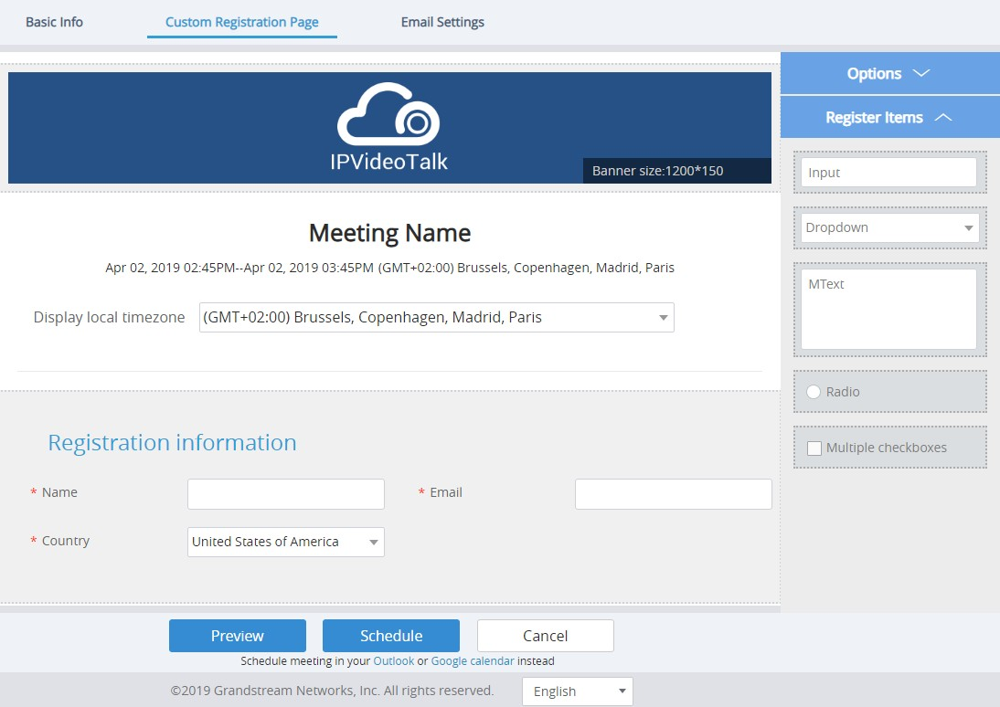 Basic Info Custom Registration Page Email Settings
Options
Register Items
IPVideoTalk
Banner size:1200*150
Input
Meeting Name
Dropdown
Apr 02, 2019 02:45PM--Apr 02, 2019 03:45PM (GMT+02:00) Brussels, Copenhagen, Madrid, Paris
MText
Display local timezone (GMT+02:00) Brussels, Copenhagen, Madrid, Paris
Radio
Registration information
Multiple checkboxes
* Name * Email
* Country United States of America
Preview Schedule Cancel
Schedule meeting in your Outlook or Google calendar instead
©2019 Grandstream Networks, Inc. All rights reserved. English